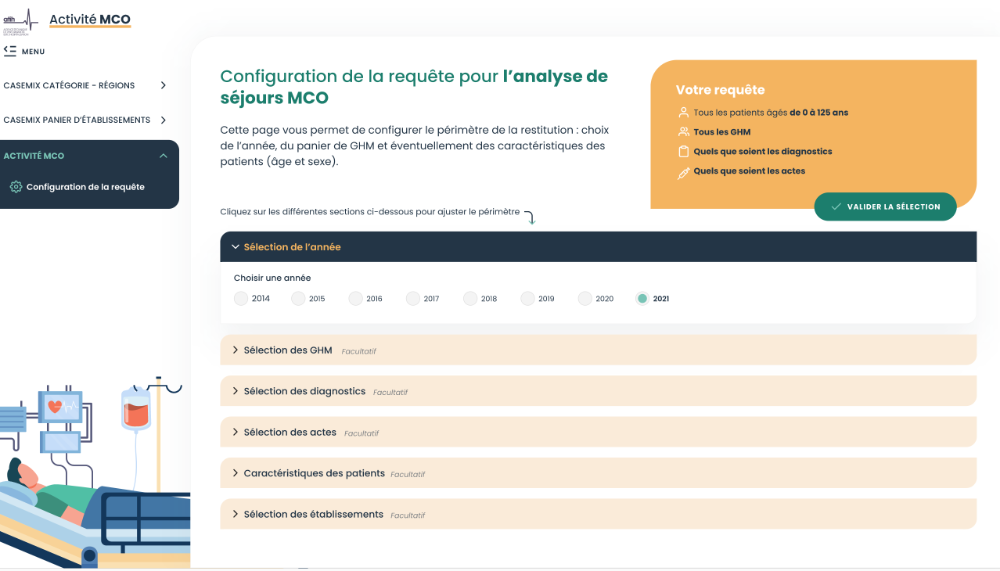 atih
Activité MCO
MENU
CASEMIX CATÉGORIE - RÉGIONS
CASEMIX PANIER D'ÉTABLISSEMENTS
ACTIVITÉ MCO
Configuration de la requête
Configuration de la requête pour l'analyse de
séjours MCO
Cette page vous permet de configurer le périmètre de la restitution : choix
de l'année, du panier de GHM et éventuellement des caractéristiques des
patients (âge et sexe).
Votre requête
Tous les patients âgés de 0 à 125 ans
Tous les GHM
Quels que soient les diagnostics
Quels que soient les actes
VALIDER LA SÉLECTION
Cliquez sur les différentes sections ci-dessous pour ajuster le périmètre
Sélection de l'année
Choisir une année
2014 2015 2016 2017 2018 2019 2020 2021
Sélection des GHM Facultatif
Sélection des diagnostics Facultatif
Sélection des actes Facultatif
Caractéristiques des patients Facultatif
Sélection des établissements Facultatif